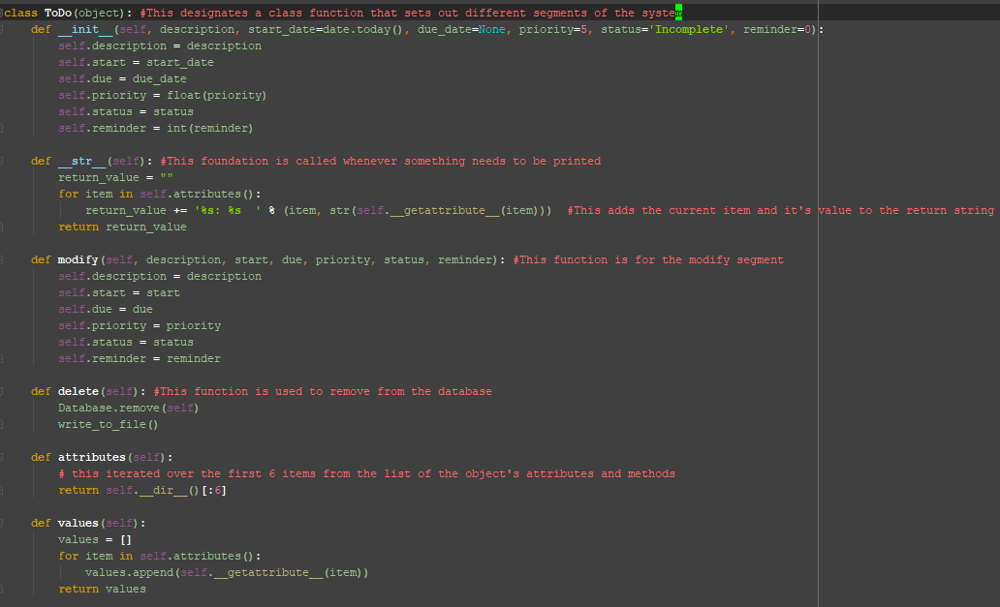 class ToDo(object): #This designates a class function that sets out different segments of the system
    def __init__(self, description, start_date=date.today(), due_date=None, priority=5, status='Incomplete', reminder=0):
        self.description = description
        self.start = start_date
        self.due = due_date
        self.priority = float(priority)
        self.status = status
        self.reminder = int(reminder)

    def __str__(self): #This foundation is called whenever something needs to be printed
        return_value = ""
        for item in self.attributes():
            return_value += '%s: %s  ' % (item, str(self.__getattribute__(item)))  #This adds the current item and it's value to the return string
        return return_value

    def modify(self, description, start, due, priority, status, reminder): #This function is for the modify segment
        self.description = description
        self.start = start
        self.due = due
        self.priority = priority
        self.status = status
        self.reminder = reminder

    def delete(self): #This function is used to remove from the database
        Database.remove(self)
        write_to_file()

    def attributes(self):
        # this iterated over the first 6 items from the list of the object's attributes and methods
        return self.__dir__()[:6]

    def values(self):
        values = []
        for item in self.attributes():
            values.append(self.__getattribute__(item))
        return values